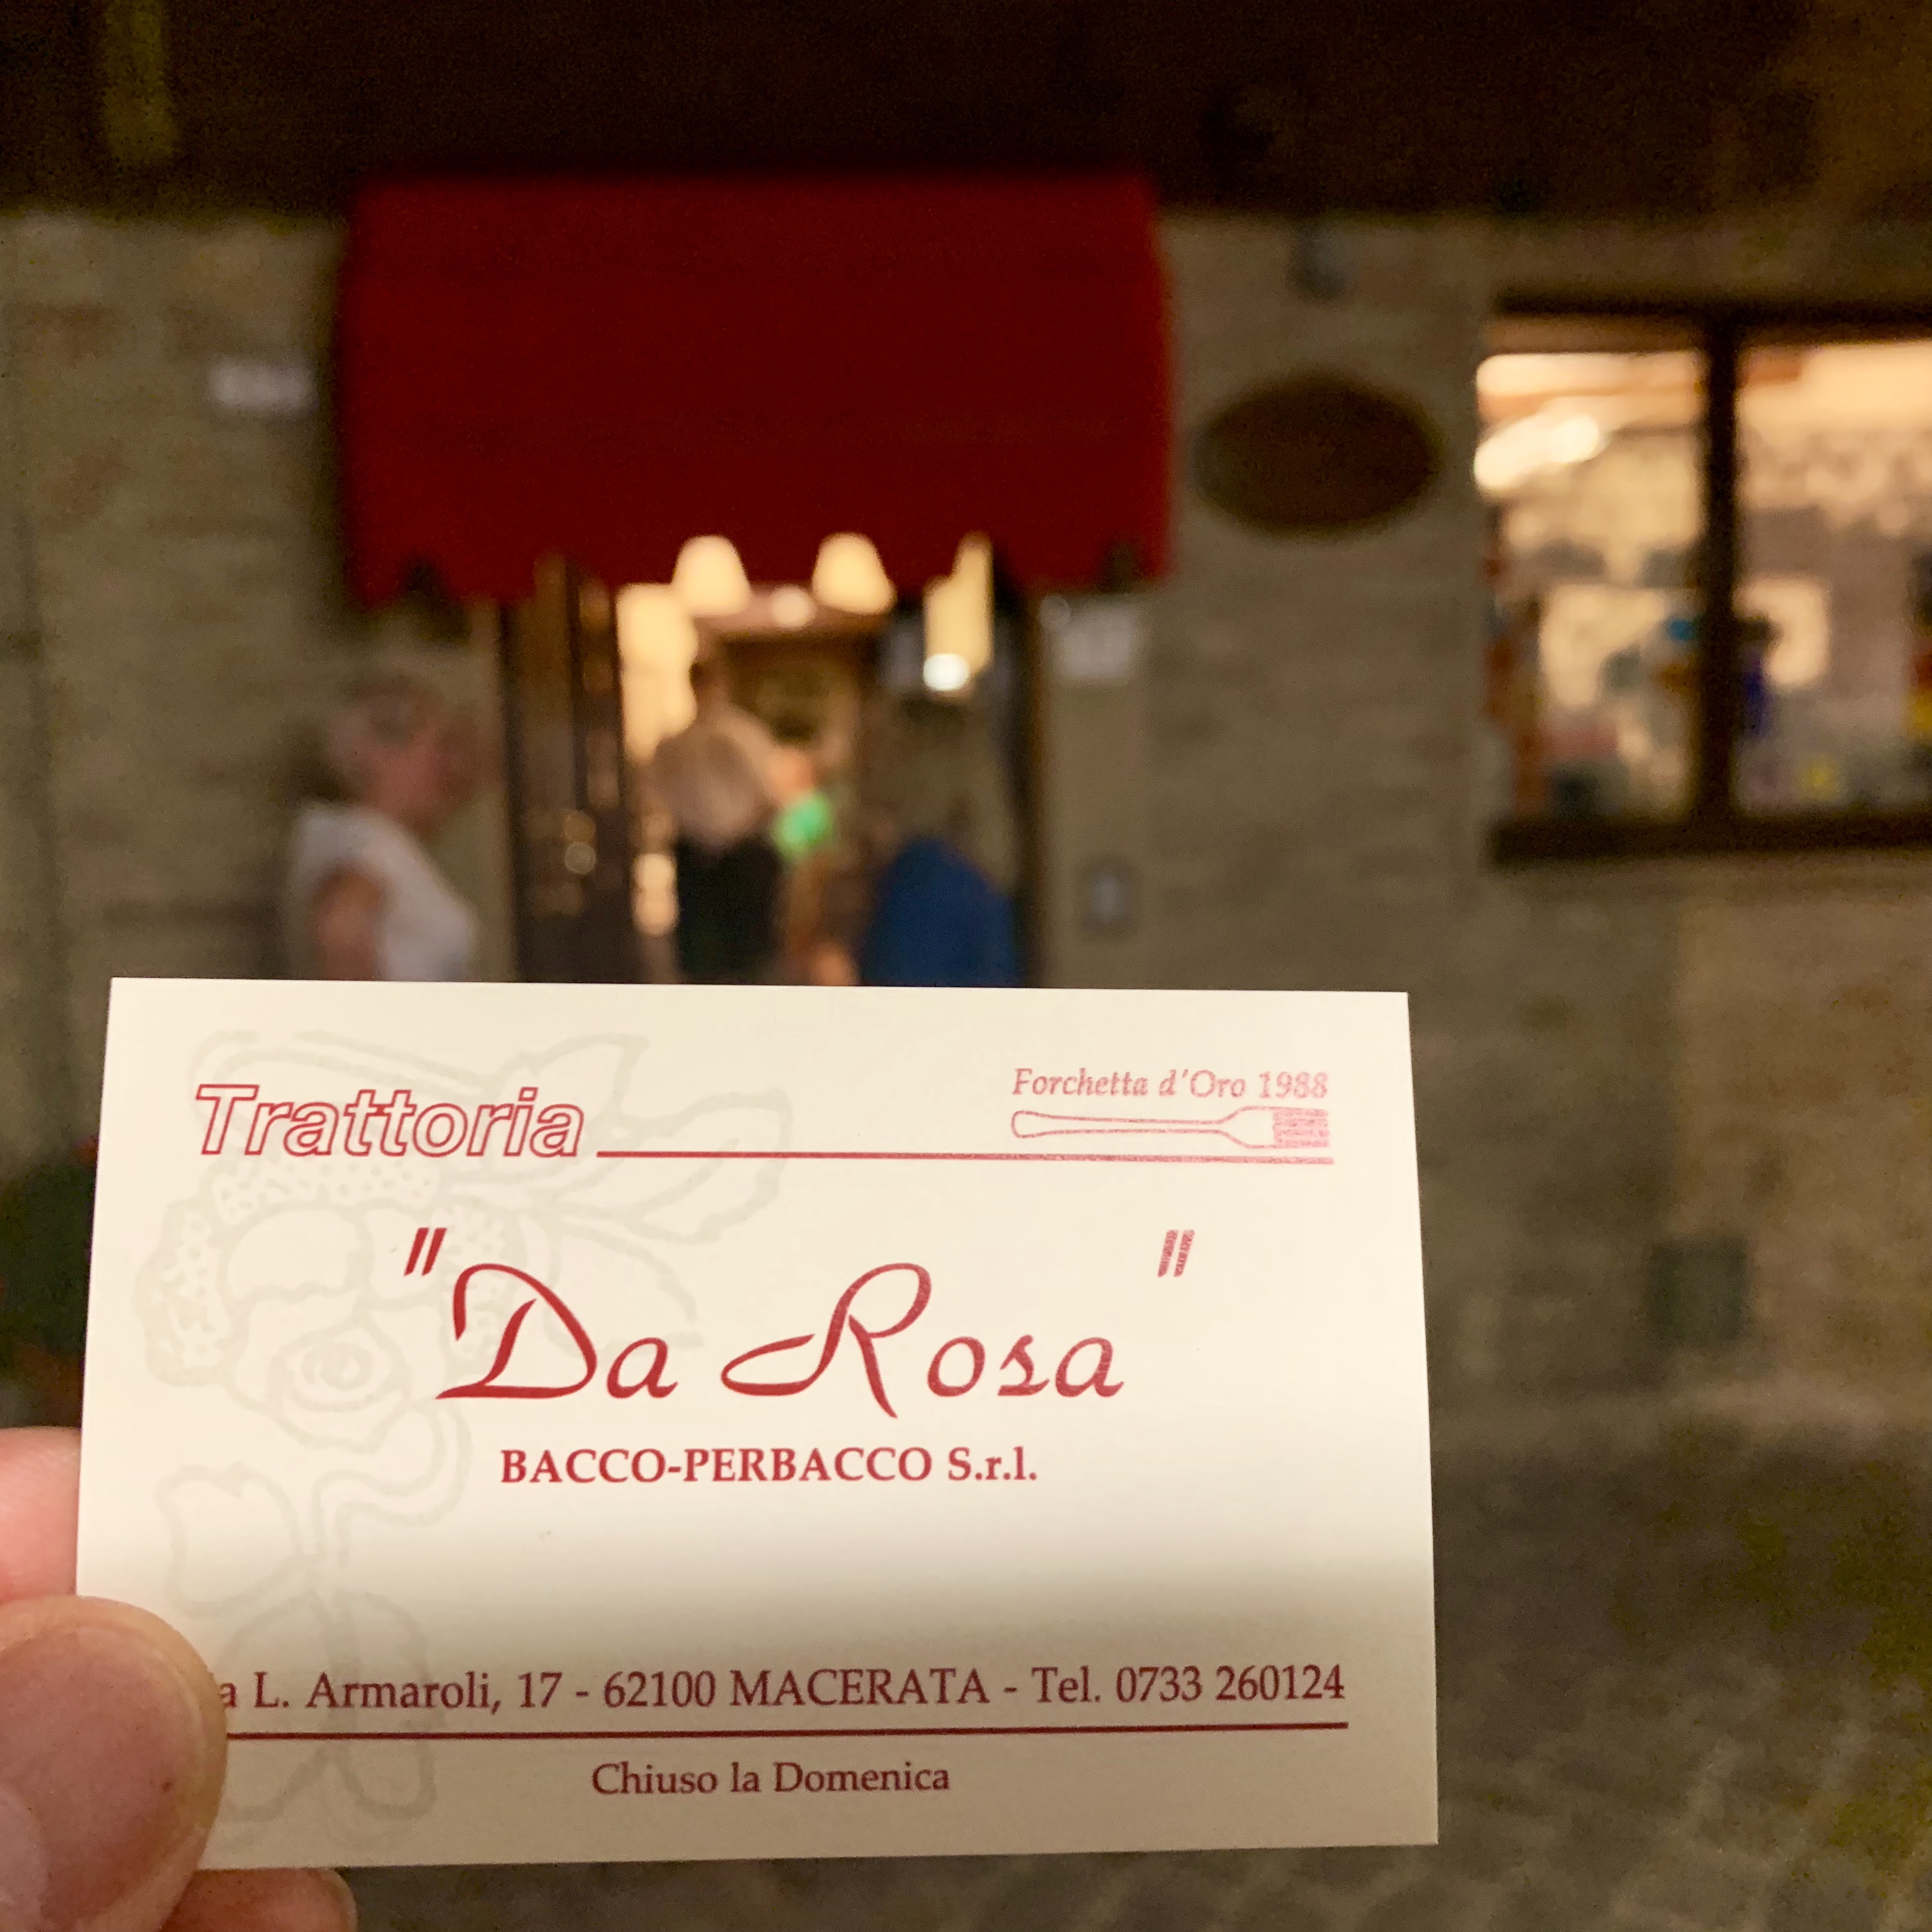 Trattoria
Forchetta d'Oro 1988
"Da Rosa"
BACCO-PERBACCO S.r.l.
a L. Armaroli, 17 - 62100 MACERATA - Tel. 0733 260124
Chiuso la Domenica